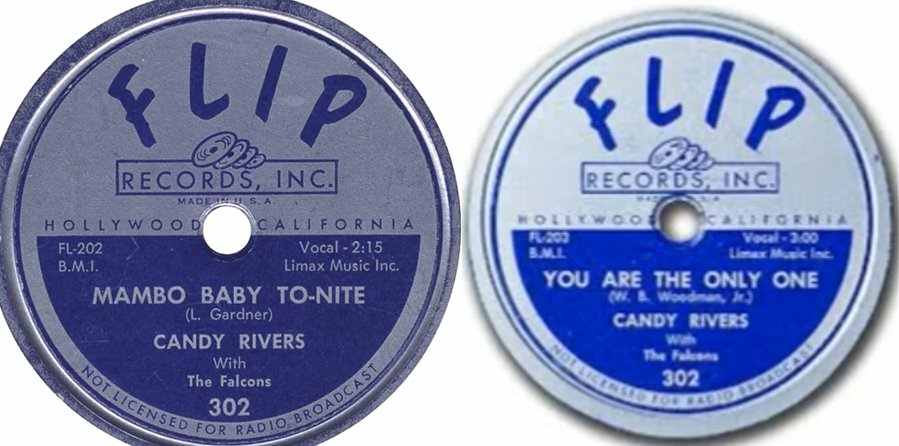 FLIP
RECORDS, INC.
MADE IN U.S.A.
HOLLYWOOD CALIFORNIA
FL-202
Vocal - 2:15
B.M.I.
Limax Music Inc.
MAMBO BABY TO-NITE
(L. Gardner)
CANDY RIVERS
With
The Falcons
302
NOT LICENSED FOR RADIO BROADCAST
FLIP
RECORDS, INC.
MADE IN U.S.A.
HOLLYWOOD CALIFORNIA
FL-203
Vocal - 3:00
B.M.I.
Limax Music Inc.
YOU ARE THE ONLY ONE
(W. B. Woodman, Jr.)
CANDY RIVERS
With
The Falcons
302
NOT LICENSED FOR RADIO BROADCAST